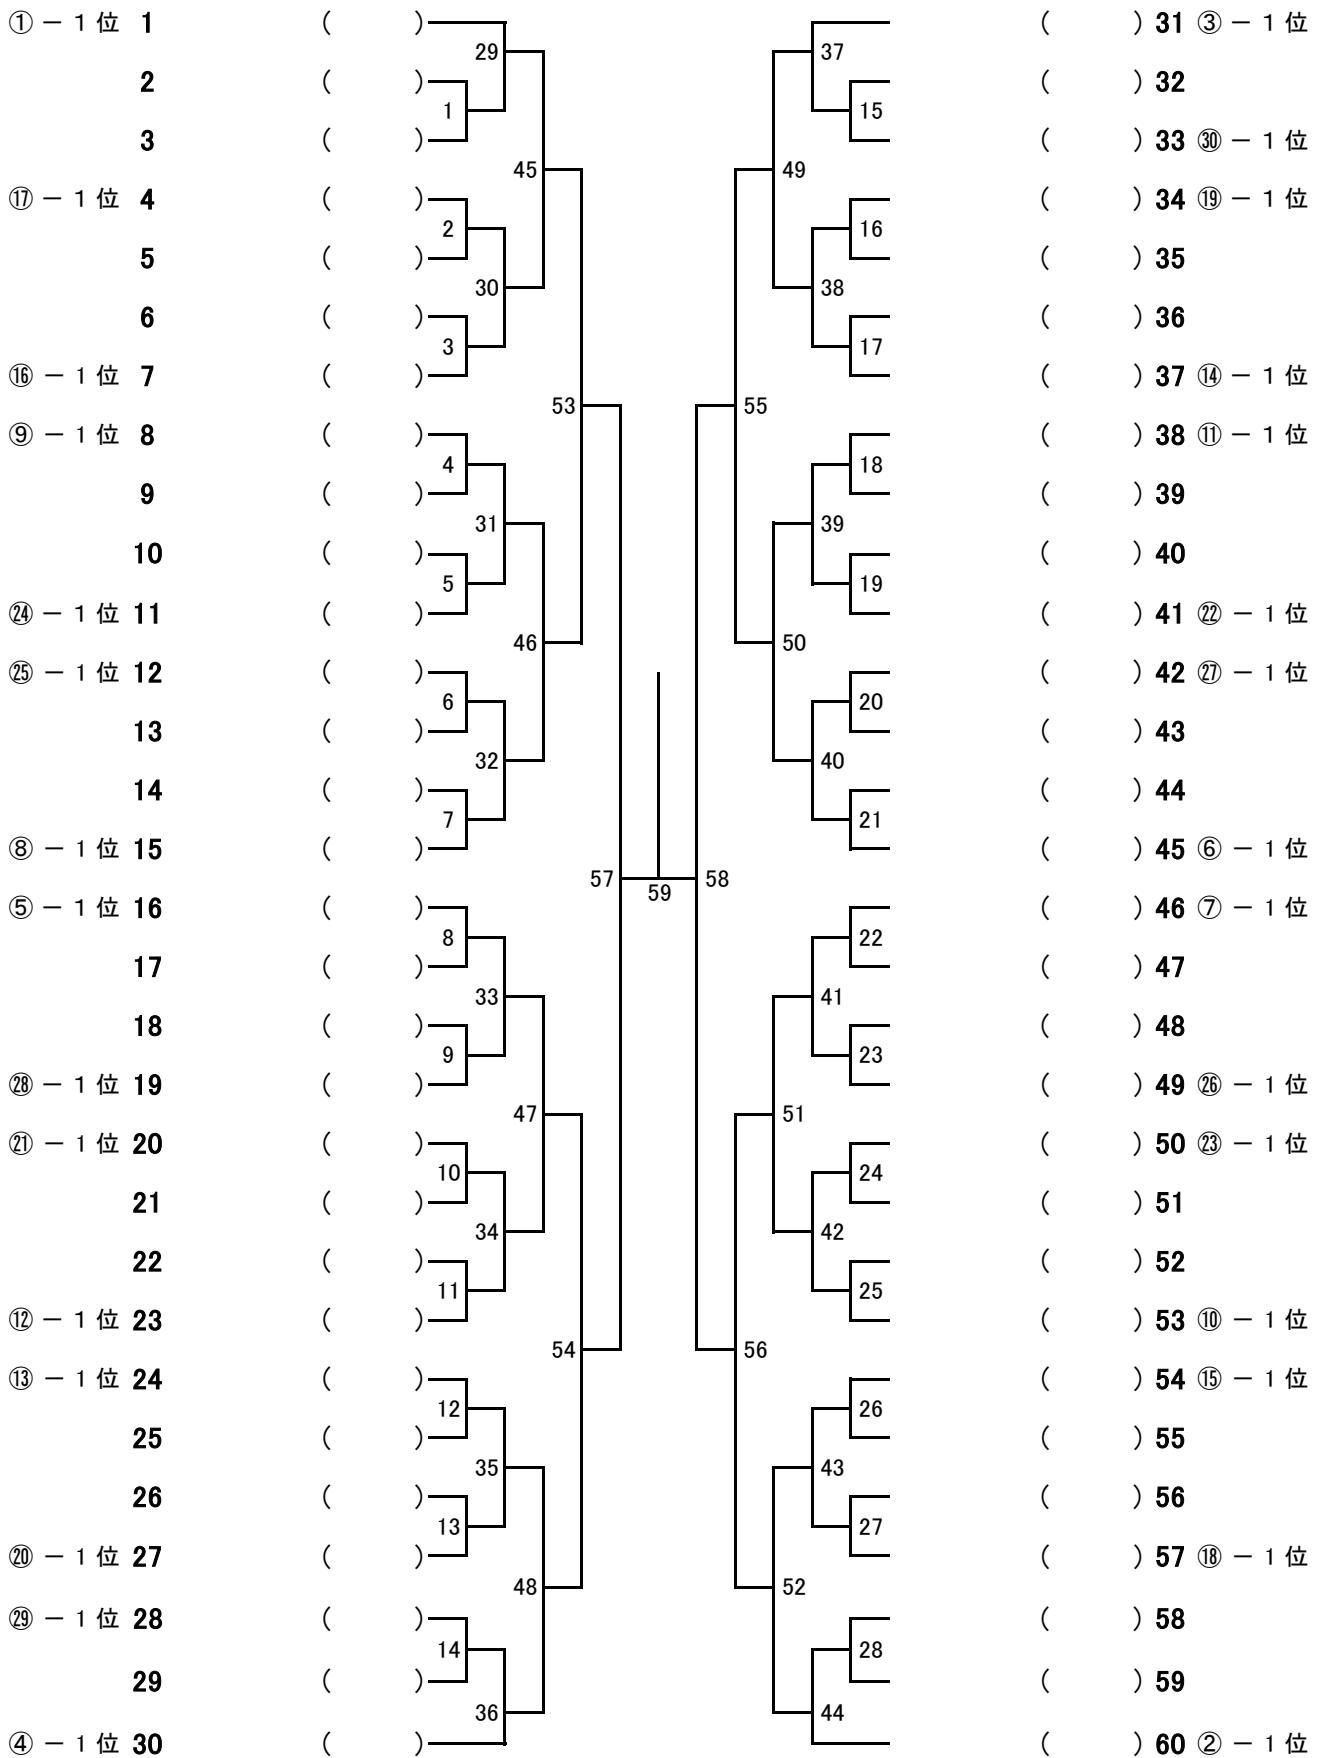 ①－１位 1 (　　) (　　) 31 ③－１位
29 37
2 (　　) (　　) 32
1 15
3 (　　) (　　) 33 ㉚－１位
45 49
⑰－１位 4 (　　) (　　) 34 ⑲－１位
2 16
5 (　　) (　　) 35
30 38
6 (　　) (　　) 36
3 17
⑯－１位 7 (　　) (　　) 37 ⑭－１位
53 55
⑨－１位 8 (　　) (　　) 38 ⑪－１位
4 18
9 (　　) (　　) 39
31 39
10 (　　) (　　) 40
5 19
㉔－１位 11 (　　) (　　) 41 ㉒－１位
46 50
㉕－１位 12 (　　) (　　) 42 ㉗－１位
6 20
13 (　　) (　　) 43
32 40
14 (　　) (　　) 44
7 21
⑧－１位 15 (　　) (　　) 45 ⑥－１位
57 59 58
⑤－１位 16 (　　) (　　) 46 ⑦－１位
8 22
17 (　　) (　　) 47
33 41
18 (　　) (　　) 48
9 23
㉘－１位 19 (　　) (　　) 49 ㉖－１位
47 51
㉑－１位 20 (　　) (　　) 50 ㉓－１位
10 24
21 (　　) (　　) 51
34 42
22 (　　) (　　) 52
11 25
⑫－１位 23 (　　) (　　) 53 ⑩－１位
54 56
⑬－１位 24 (　　) (　　) 54 ⑮－１位
12 26
25 (　　) (　　) 55
35 43
26 (　　) (　　) 56
13 27
⑳－１位 27 (　　) (　　) 57 ⑱－１位
48 52
㉙－１位 28 (　　) (　　) 58
14 28
29 (　　) (　　) 59
36 44
④－１位 30 (　　) (　　) 60 ②－１位